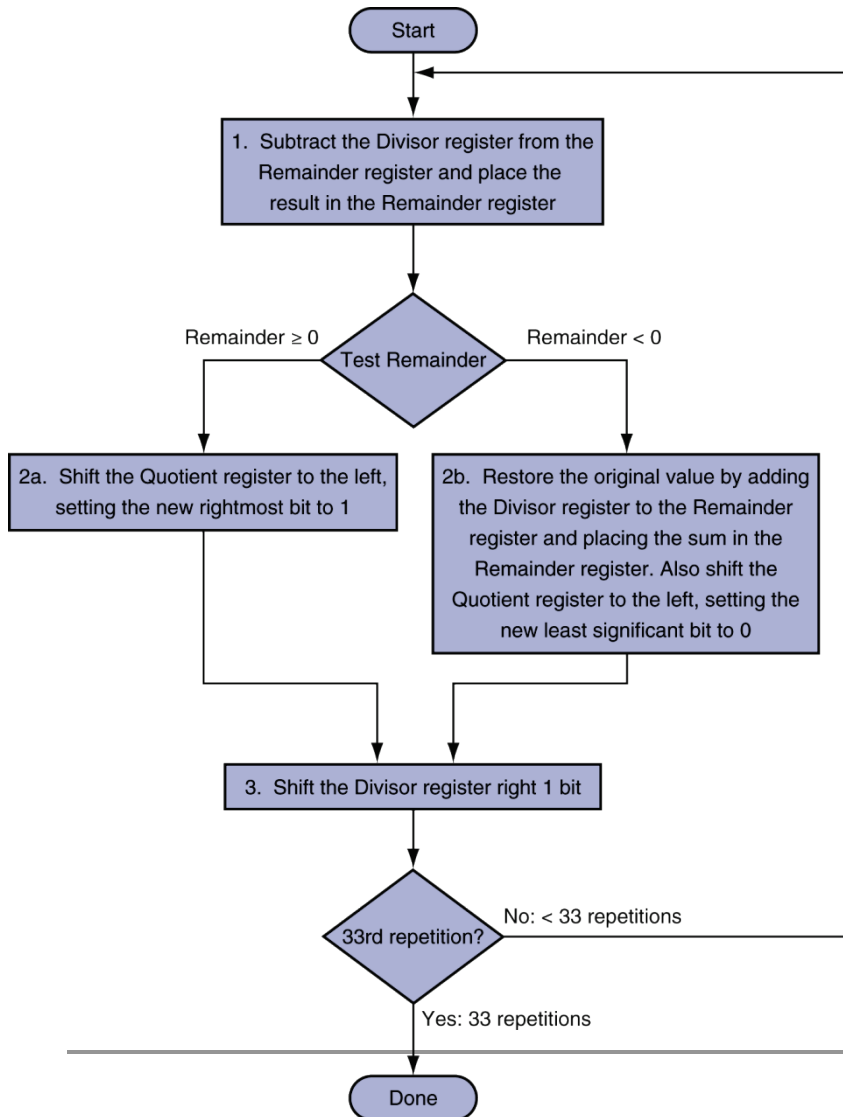 Start
1. Subtract the Divisor register from the
Remainder register and place the
result in the Remainder register
Remainder ≥ 0
Remainder < 0
Test Remainder
2a. Shift the Quotient register to the left,
setting the new rightmost bit to 1
2b. Restore the original value by adding
the Divisor register to the Remainder
register and placing the sum in the
Remainder register. Also shift the
Quotient register to the left, setting the
new least significant bit to 0
3. Shift the Divisor register right 1 bit
33rd repetition?
No: < 33 repetitions
Yes: 33 repetitions
Done